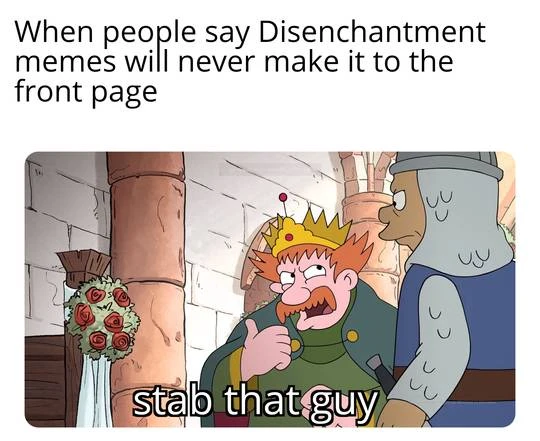 When people say Disenchantment
memes will never make it to the
front page
stab that guy